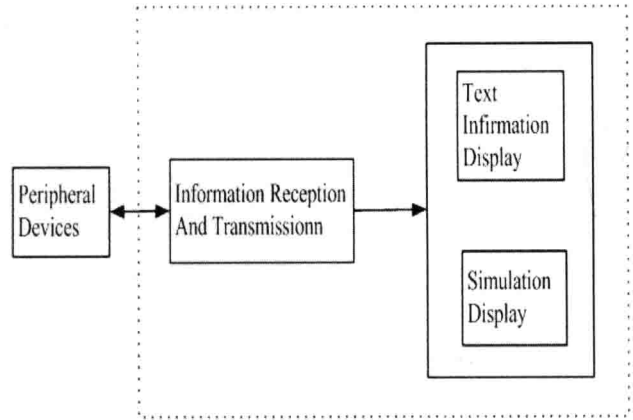 Peripheral
Devices
Information Reception
And Transmissionn
Text
Infirmation
Display
Simulation
Display